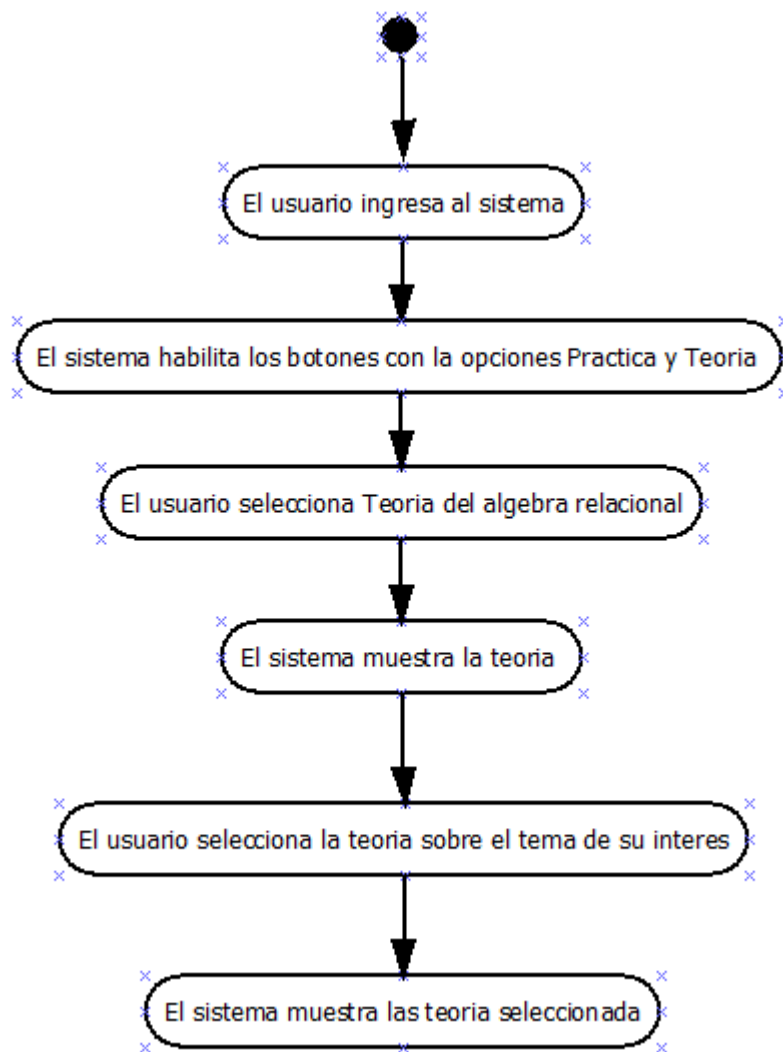 El usuario ingresa al sistema
El sistema habilita los botones con la opciones Practica y Teoria
El usuario selecciona Teoria del algebra relacional
El sistema muestra la teoria
El usuario selecciona la teoria sobre el tema de su interes
El sistema muestra las teoria seleccionada